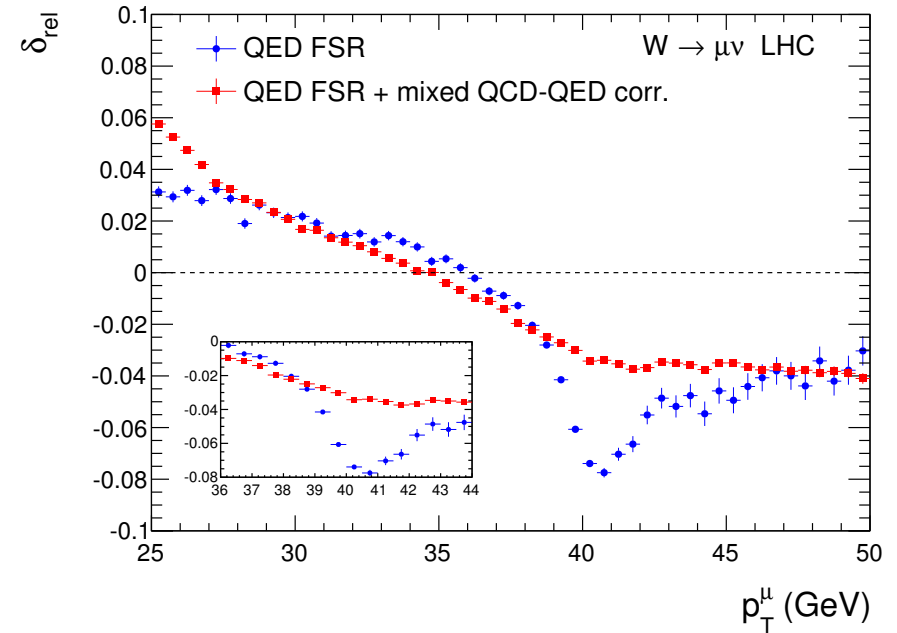 δrel
0.1
0.08
0.06
0.04
0.02
0
-0.02
-0.04
-0.06
-0.08
-0.1
QED FSR
QED FSR + mixed QCD-QED corr.
W → μν LHC
0
-0.02
-0.04
-0.06
-0.08
36 37 38 39 40 41 42 43 44
25 30 35 40 45 50
p_T^μ (GeV)